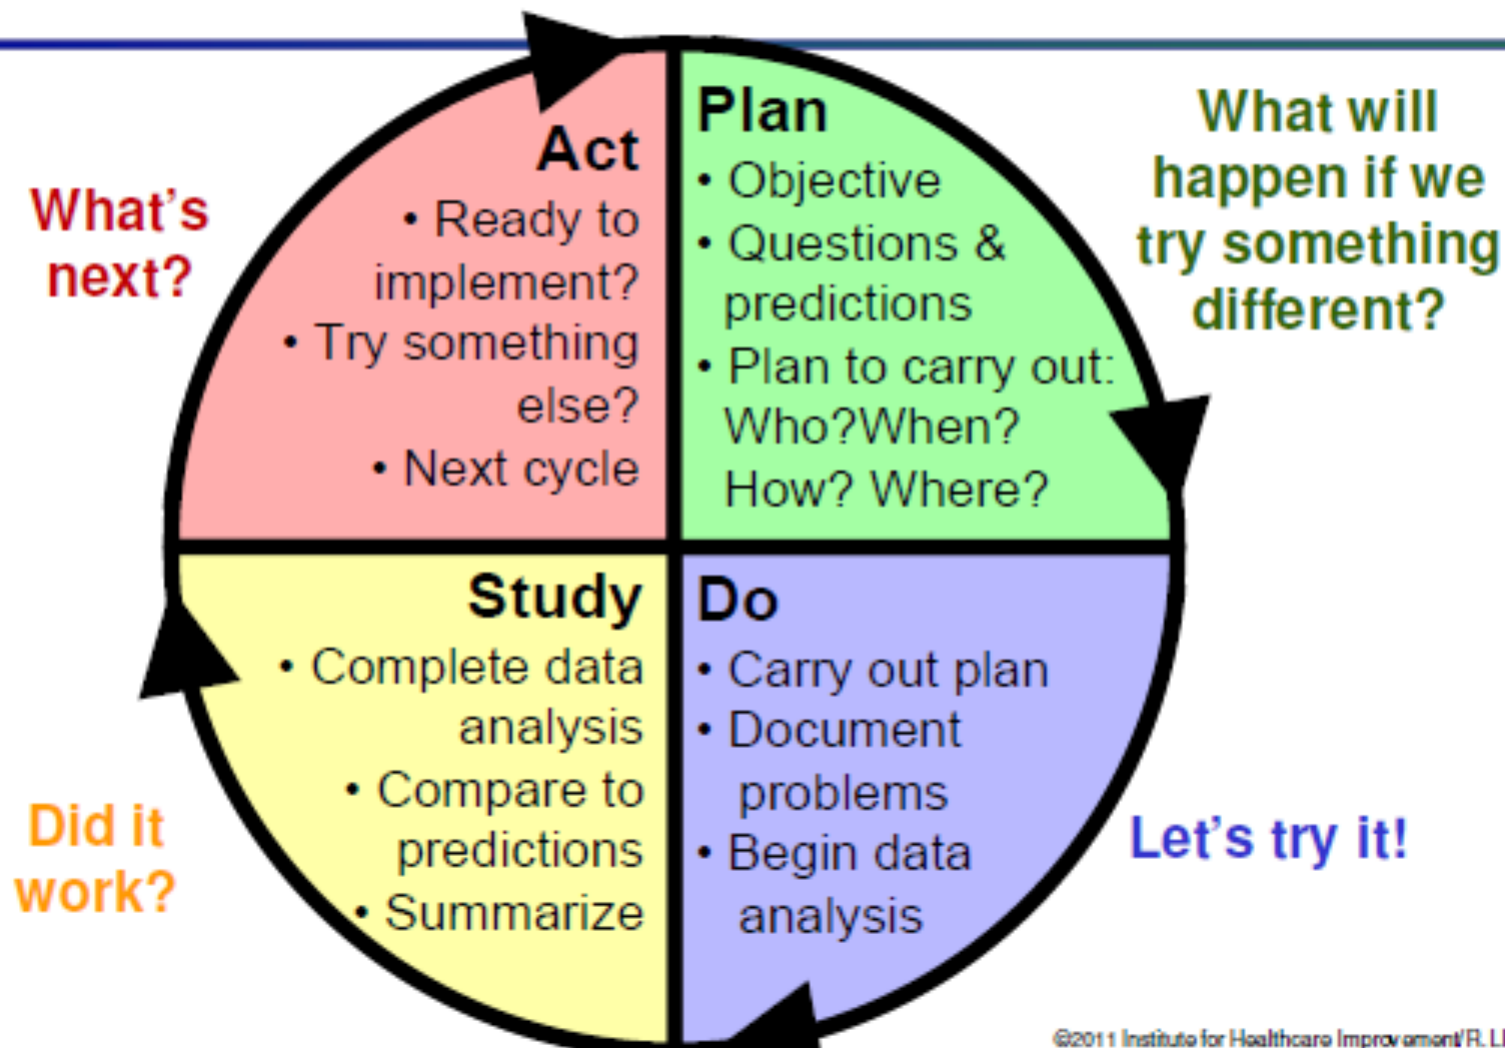 Plan
• Objective
• Questions &
predictions
• Plan to carry out:
Who?When?
How? Where?
What will
happen if we
try something
different?
Do
• Carry out plan
• Document
problems
• Begin data
analysis
Let's try it!
Study
• Complete data
analysis
• Compare to
predictions
• Summarize
Did it
work?
Act
• Ready to
implement?
• Try something
else?
• Next cycle
What's
next?
©2011 Institute for Healthcare Improvement/R.